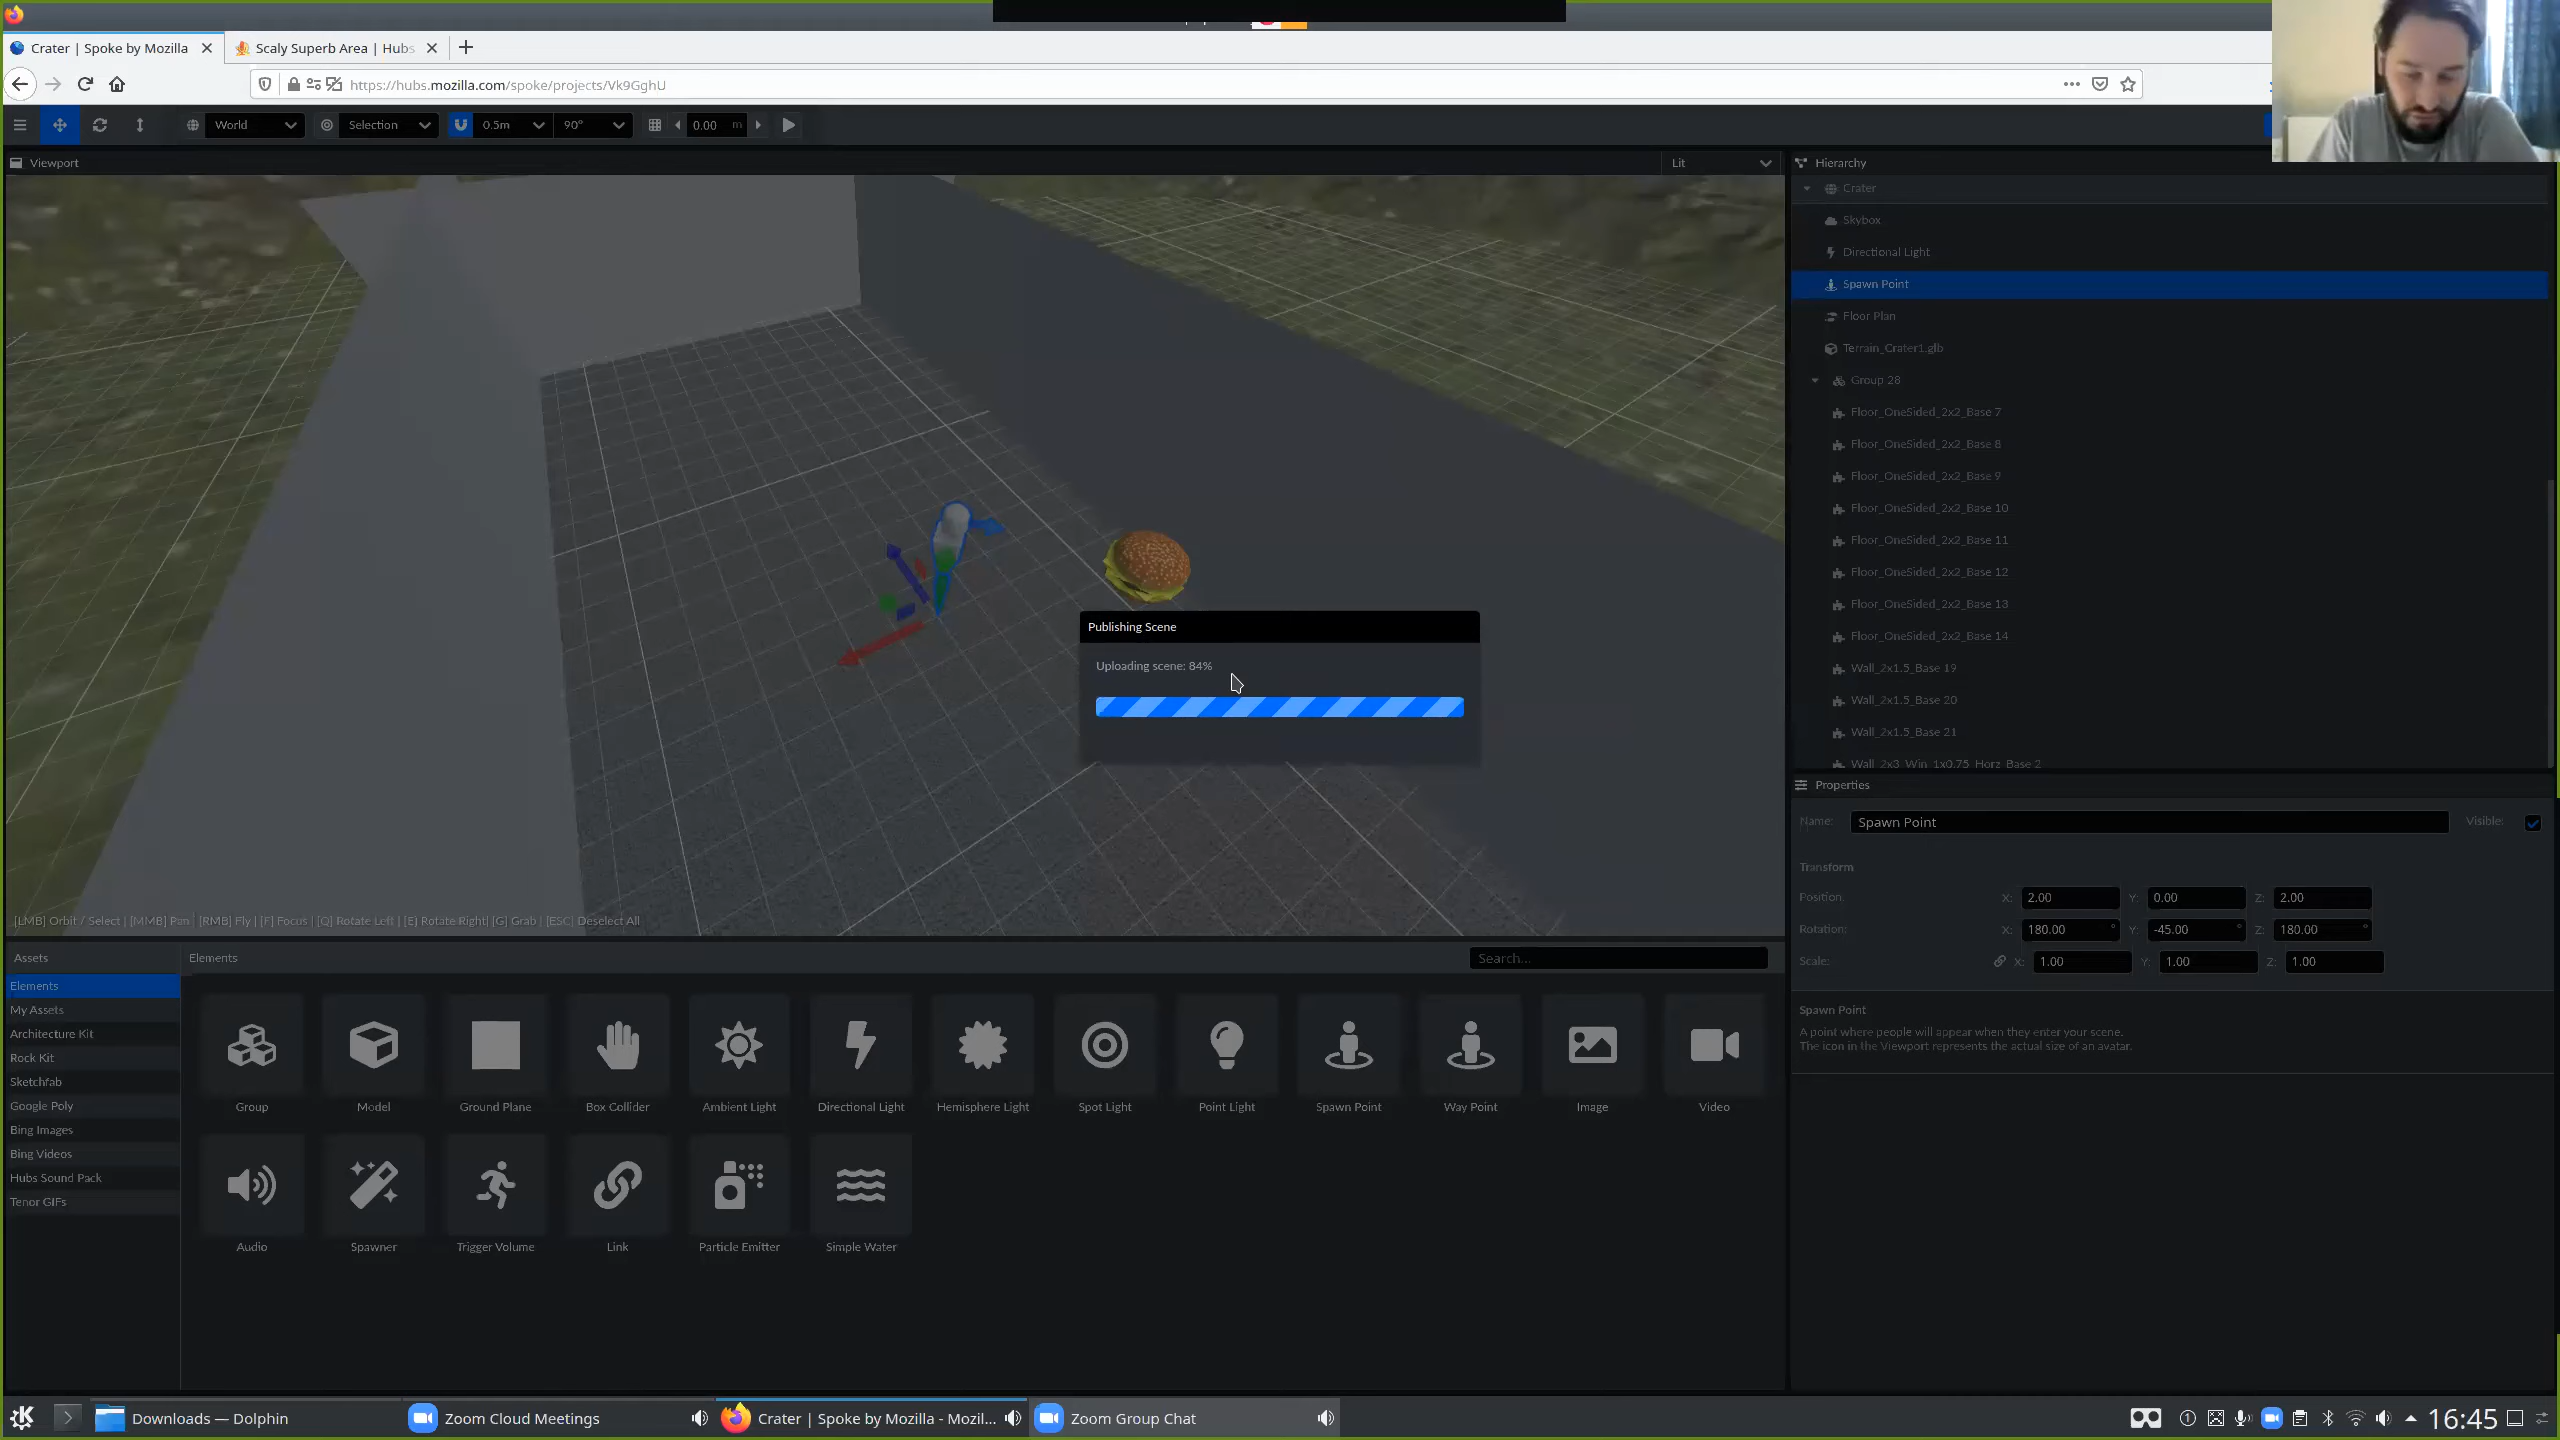 Crater | Spoke by Mozilla
Scaly Superb Area | Hubs
https://hubs.mozilla.com/spoke/projects/Vk9GghU
World
Selection
0.5m
90°
0.00 m
Viewport
Lit
Hierarchy
Crater
Skybox
Directional Light
Spawn Point
Floor Plan
Terrain_Crater1.glb
Group 28
Floor_OneSided_2x2_Base 7
Floor_OneSided_2x2_Base 8
Floor_OneSided_2x2_Base 9
Floor_OneSided_2x2_Base 10
Floor_OneSided_2x2_Base 11
Floor_OneSided_2x2_Base 12
Floor_OneSided_2x2_Base 13
Floor_OneSided_2x2_Base 14
Wall_2x1.5_Base 19
Wall_2x1.5_Base 20
Wall_2x1.5_Base 21
Wall_2x3_Win_1x0.75_Horz_Base 2
Publishing Scene
Uploading scene: 84%
[LMB] Orbit / Select | [MMB] Pan | [RMB] Fly | [F] Focus | [Q] Rotate Left | [E] Rotate Right| [G] Grab | [ESC] Deselect All
Properties
Name: Spawn Point Visible:
Transform
Position: X: 2.00 Y: 0.00 Z: 2.00
Rotation: X: 180.00 ° Y: -45.00 ° Z: 180.00 °
Scale: X: 1.00 Y: 1.00 Z: 1.00
Spawn Point
A point where people will appear when they enter your scene.
The icon in the Viewport represents the actual size of an avatar.
Assets
Elements
My Assets
Architecture Kit
Rock Kit
Sketchfab
Google Poly
Bing Images
Bing Videos
Hubs Sound Pack
Tenor GIFs
Elements
Search...
Group
Model
Ground Plane
Box Collider
Ambient Light
Directional Light
Hemisphere Light
Spot Light
Point Light
Spawn Point
Way Point
Image
Video
Audio
Spawner
Trigger Volume
Link
Particle Emitter
Simple Water
Downloads — Dolphin
Zoom Cloud Meetings
Crater | Spoke by Mozilla - Mozil...
Zoom Group Chat
16:45